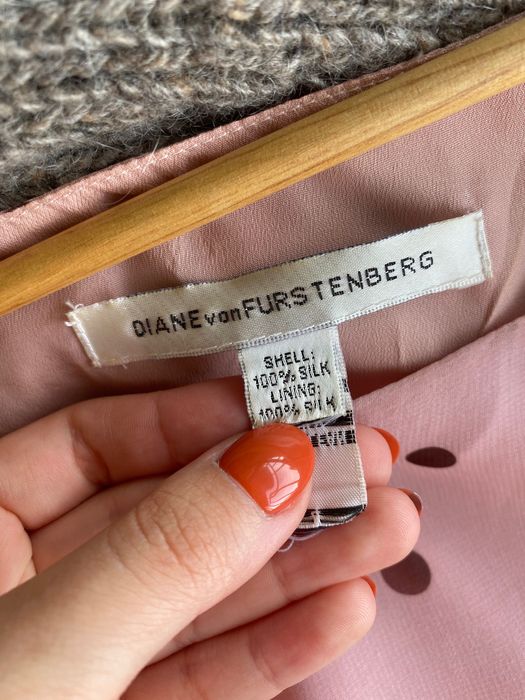 DIANE von FURSTENBERG
SHELL:
100% SILK
LINING:
100% SILK